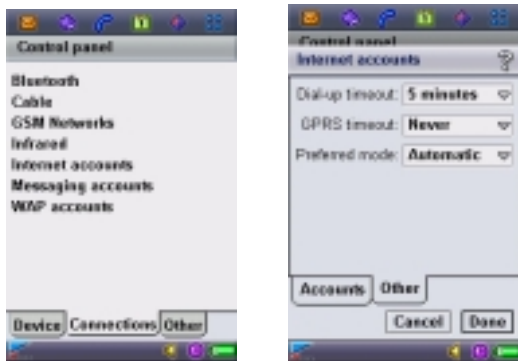 Control panel
Bluetooth
Cable
GSM Networks
Infrared
Internet accounts
Messaging accounts
WAP accounts
Device Connections Other
Control panel
Internet accounts
Dial-up timeout: 5 minutes
GPRS timeout: Never
Preferred mode: Automatic
Accounts Other
Cancel Done